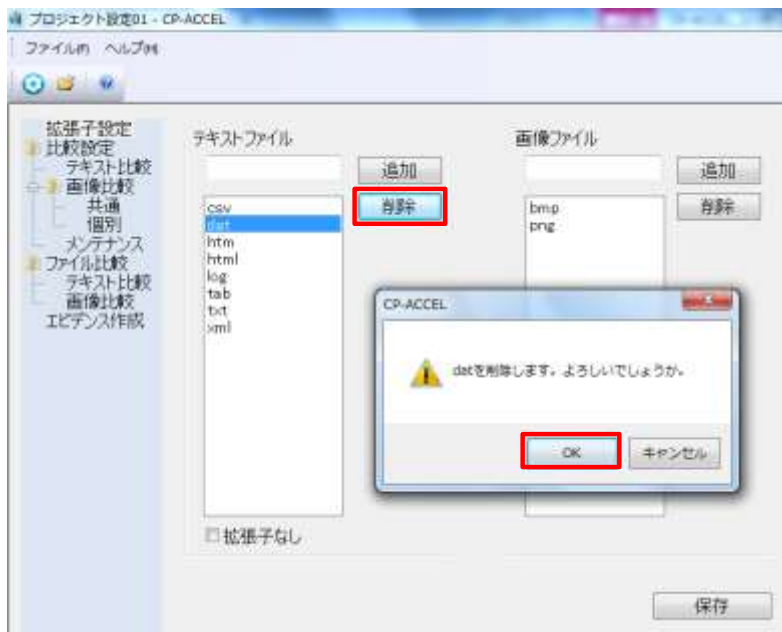 プロジェクト設定01 - CP-ACCEL
ファイル(F) ヘルプ(H)
拡張子設定
比較設定
テキスト比較
画像比較
共通
個別
メンテナンス
ファイル比較
テキスト比較
画像比較
エビデンス作成
テキストファイル
追加
削除
csv
dat
htm
html
log
tab
txt
xml
拡張子なし
画像ファイル
追加
削除
bmp
png
CP-ACCEL
datを削除します。よろしいでしょうか。
OK
キャンセル
保存